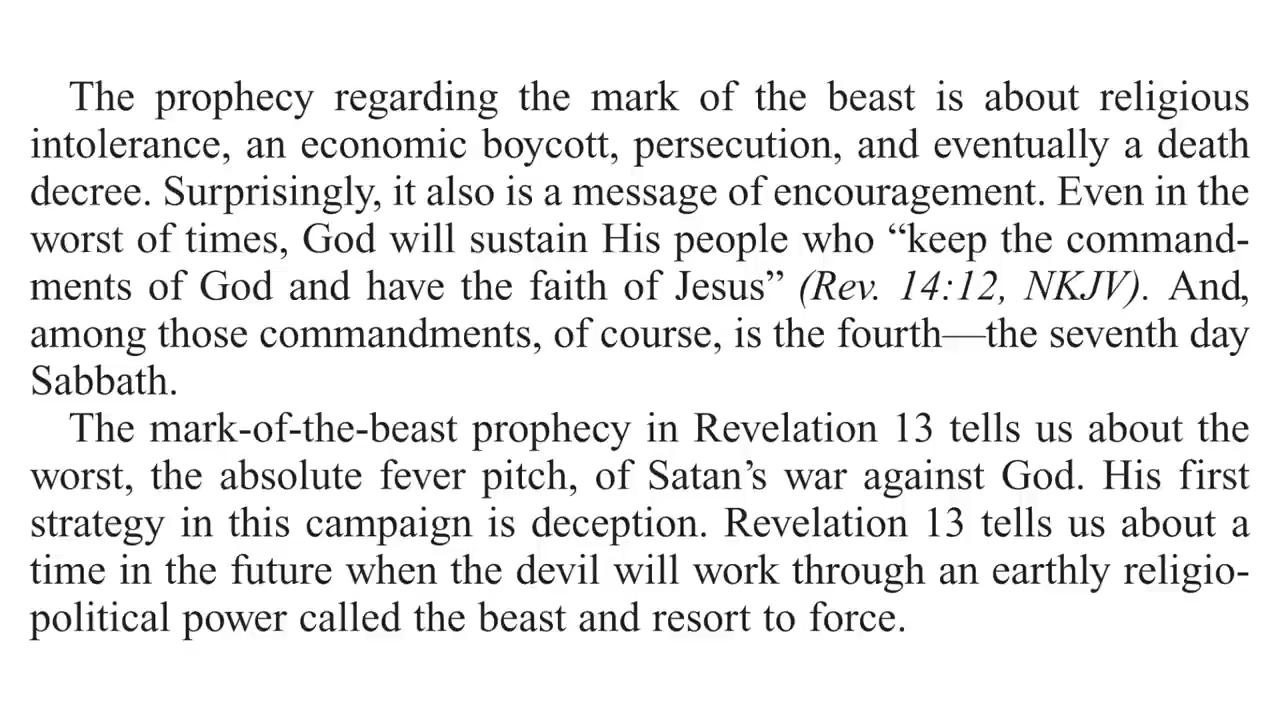 The prophecy regarding the mark of the beast is about religious
intolerance, an economic boycott, persecution, and eventually a death
decree. Surprisingly, it also is a message of encouragement. Even in the
worst of times, God will sustain His people who “keep the command-
ments of God and have the faith of Jesus” (Rev. 14:12, NKJV). And,
among those commandments, of course, is the fourth—the seventh day
Sabbath.
The mark-of-the-beast prophecy in Revelation 13 tells us about the
worst, the absolute fever pitch, of Satan’s war against God. His first
strategy in this campaign is deception. Revelation 13 tells us about a
time in the future when the devil will work through an earthly religio-
political power called the beast and resort to force.